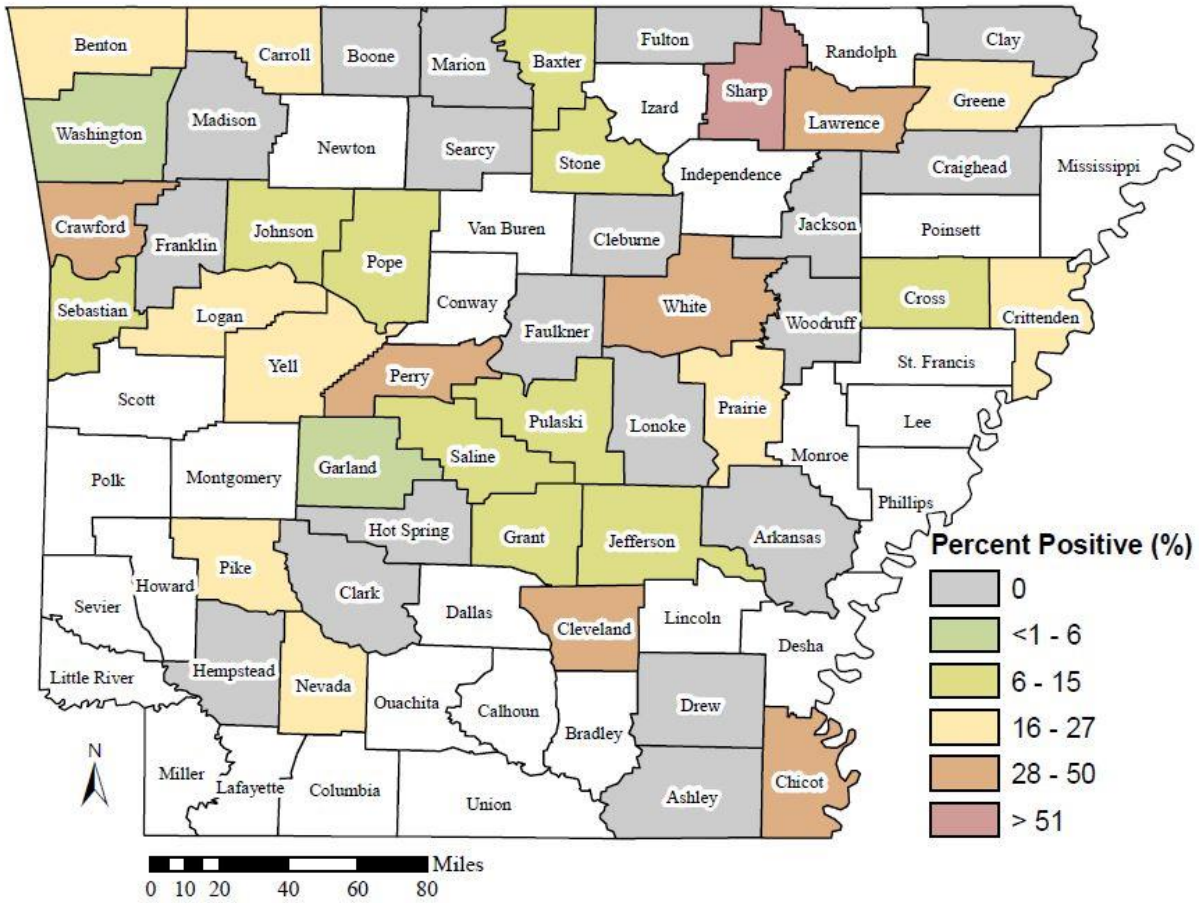 Benton
Carroll
Boone
Marion
Baxter
Fulton
Randolph
Clay
Sharp
Izard
Greene
Lawrence
Washington
Madison
Newton
Searcy
Stone
Independence
Craighead
Mississippi
Crawford
Franklin
Johnson
Pope
Van Buren
Cleburne
Jackson
Poinsett
Sebastian
Logan
Conway
Faulkner
White
Woodruff
Cross
Crittenden
Yell
Perry
St. Francis
Scott
Pulaski
Lonoke
Prairie
Lee
Polk
Montgomery
Garland
Saline
Monroe
Phillips
Hot Spring
Grant
Jefferson
Arkansas
Howard
Pike
Clark
Dallas
Cleveland
Lincoln
Desha
Sevier
Little River
Hempstead
Nevada
Ouachita
Calhoun
Bradley
Drew
Miller
Lafayette
Columbia
Union
Ashley
Chicot
Percent Positive (%)
0
<1 - 6
6 - 15
16 - 27
28 - 50
> 51
N
Miles
0 10 20 40 60 80